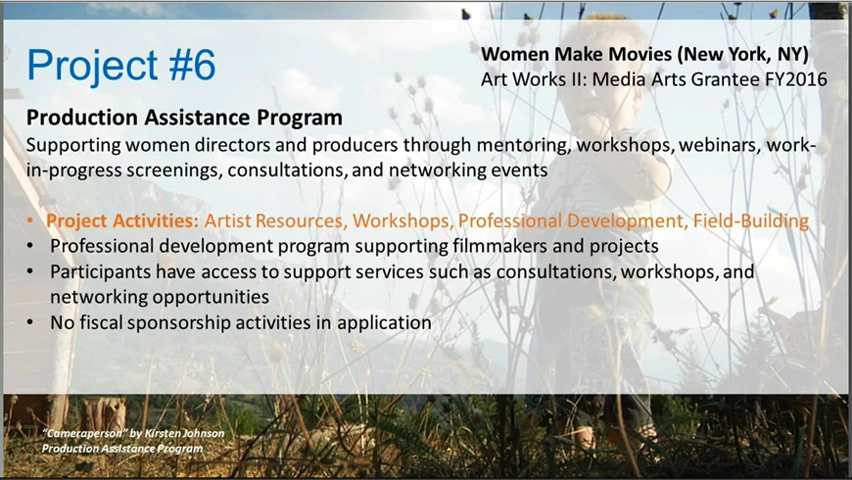 Project #6
Women Make Movies (New York, NY)
Art Works II: Media Arts Grantee FY2016
Production Assistance Program
Supporting women directors and producers through mentoring, workshops, webinars, work-
in-progress screenings, consultations, and networking events
• Project Activities: Artist Resources, Workshops, Professional Development, Field-Building
• Professional development program supporting filmmakers and projects
• Participants have access to support services such as consultations, workshops, and
networking opportunities
• No fiscal sponsorship activities in application
"Cameraperson" by Kirsten Johnson
Production Assistance Program